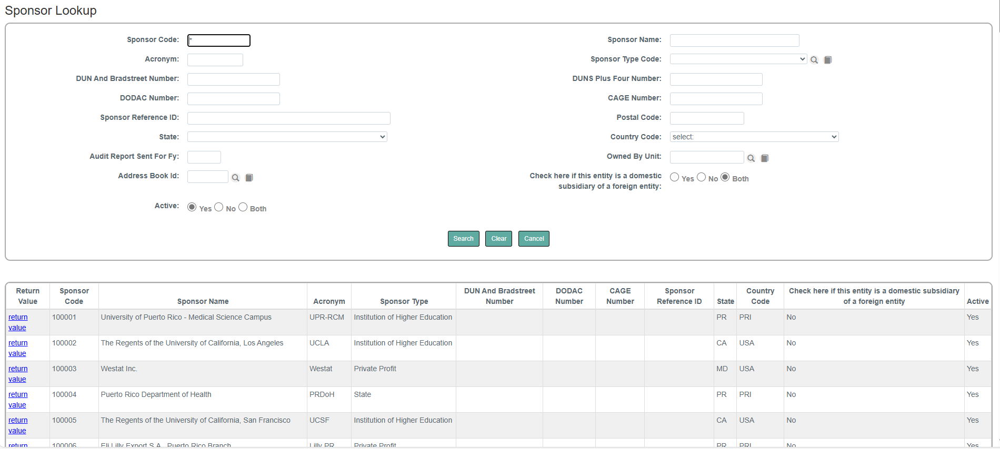 Sponsor Lookup
Sponsor Code: *
Sponsor Name:
Acronym:
Sponsor Type Code:
DUN And Bradstreet Number:
DUNS Plus Four Number:
DODAC Number:
CAGE Number:
Sponsor Reference ID:
Postal Code:
State:
Country Code: select:
Audit Report Sent For Fy:
Owned By Unit:
Address Book Id:
Check here if this entity is a domestic
subsidiary of a foreign entity:
Yes No Both
Active: Yes No Both
Search Clear Cancel
Return Value Sponsor Code Sponsor Name Acronym Sponsor Type DUN And Bradstreet Number DODAC Number CAGE Number Sponsor Reference ID State Country Code Check here if this entity is a domestic subsidiary of a foreign entity Active
return value 100001 University of Puerto Rico - Medical Science Campus UPR-RCM Institution of Higher Education PR PRI No Yes
return value 100002 The Regents of the University of California, Los Angeles UCLA Institution of Higher Education CA USA No Yes
return value 100003 Westat Inc. Westat Private Profit MD USA No Yes
return value 100004 Puerto Rico Department of Health PRDoH State PR PRI No Yes
return value 100005 The Regents of the University of California, San Francisco UCSF Institution of Higher Education CA USA No Yes
return 100006 Eli Lilly Export S.A., Puerto Rico Branch Lilly PR Private Profit PR PRI No Yes